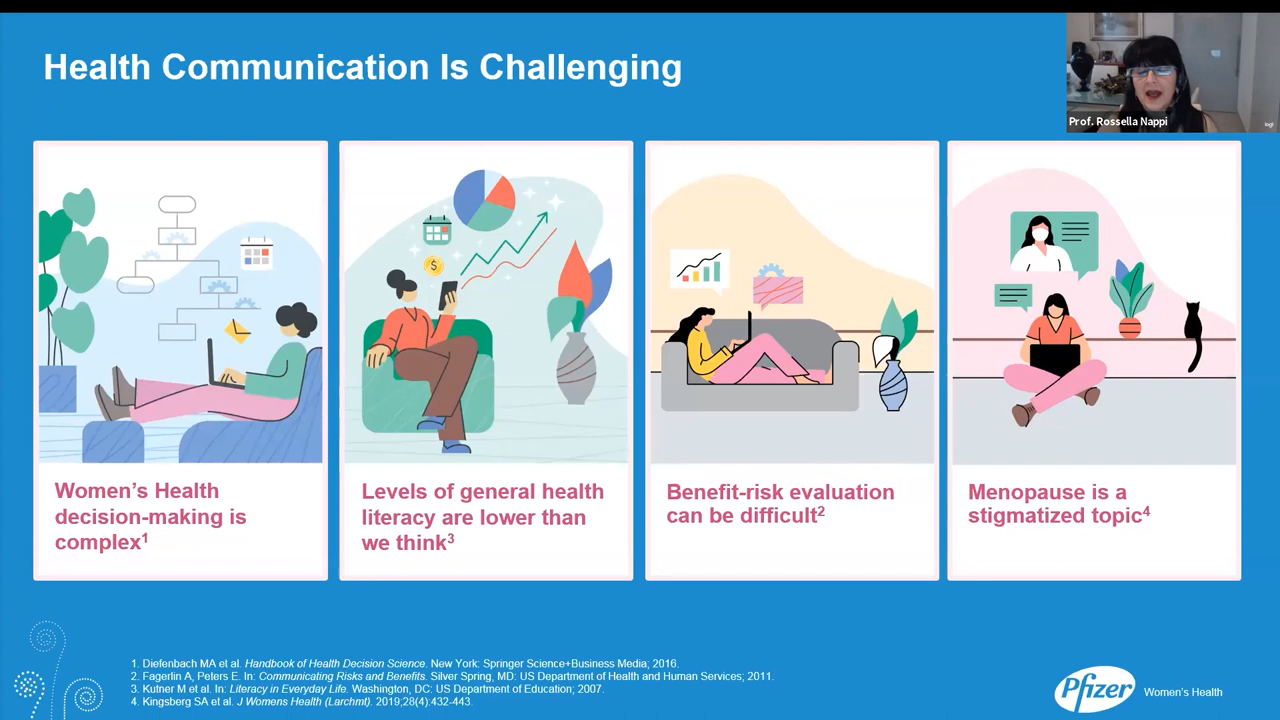 Health Communication Is Challenging
Prof. Rossella Nappi
logi
Women’s Health
decision-making is
complex1
Levels of general health
literacy are lower than
we think3
Benefit-risk evaluation
can be difficult2
Menopause is a
stigmatized topic4
$
1. Diefenbach MA et al. Handbook of Health Decision Science. New York: Springer Science+Business Media; 2016.
2. Fagerlin A, Peters E. In: Communicating Risks and Benefits. Silver Spring, MD: US Department of Health and Human Services; 2011.
3. Kutner M et al. In: Literacy in Everyday Life. Washington, DC: US Department of Education; 2007.
4. Kingsberg SA et al. J Womens Health (Larchmt). 2019;28(4):432-443.
Pfizer
Women’s Health